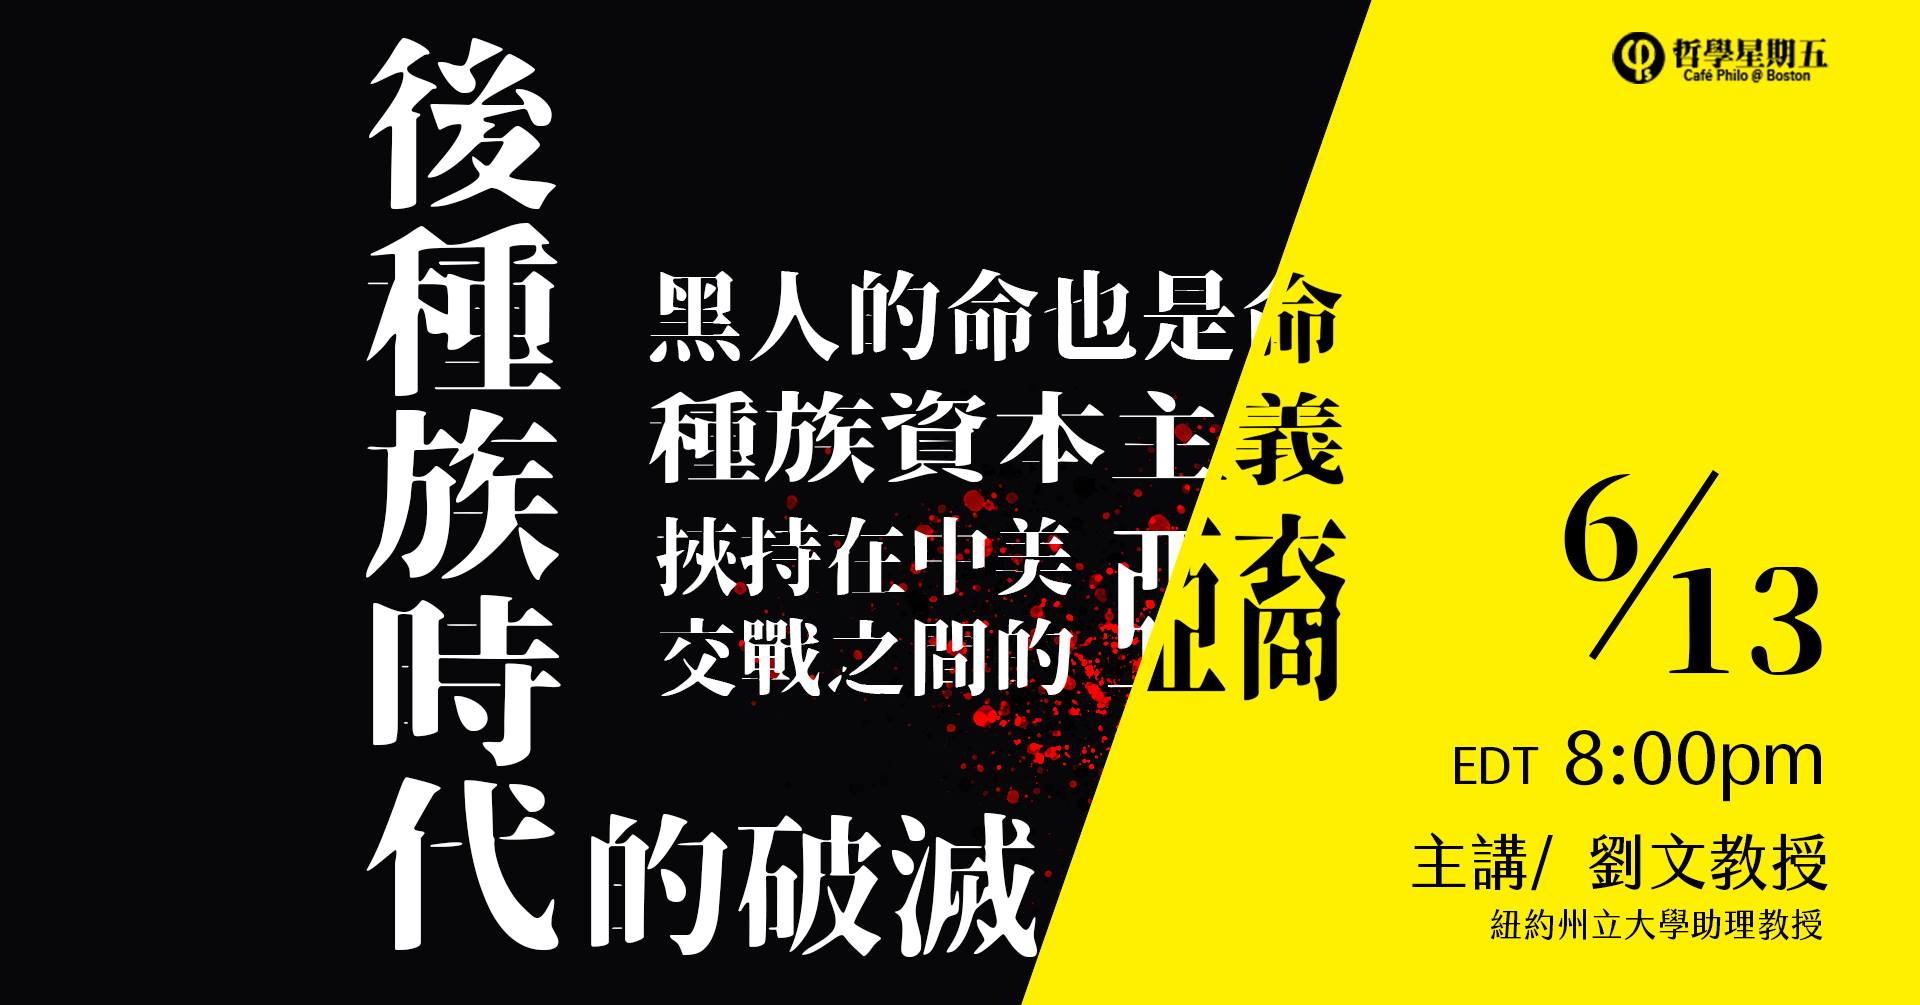 後種族時代
的破滅
黑人的命也是命
種族資本主義
挾持在中美
交戰之間的
亞裔
哲學星期五
Café Philo @ Boston
6/13
EDT 8:00pm
主講/ 劉文教授
紐約州立大學助理教授